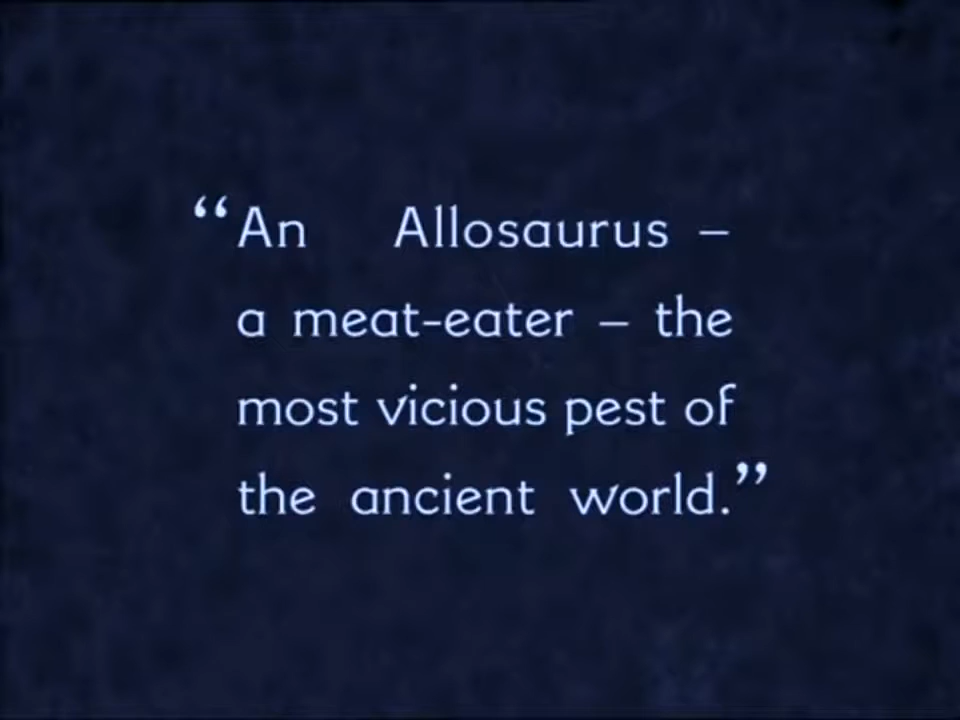 “An Allosaurus –
a meat-eater – the
most vicious pest of
the ancient world.”